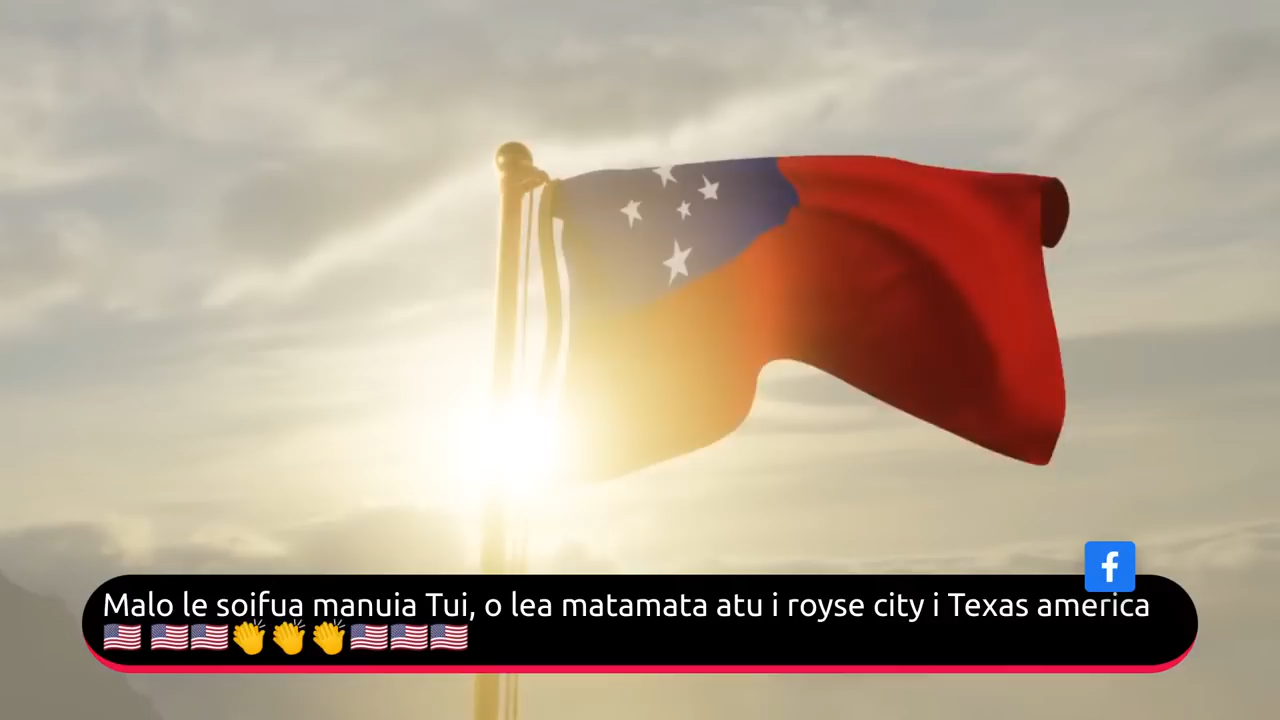 Malo le soifua manuia Tui, o lea matamata atu i royse city i Texas america
🇺🇸 🇺🇸🇺🇸👏👏👏🇺🇸🇺🇸🇺🇸